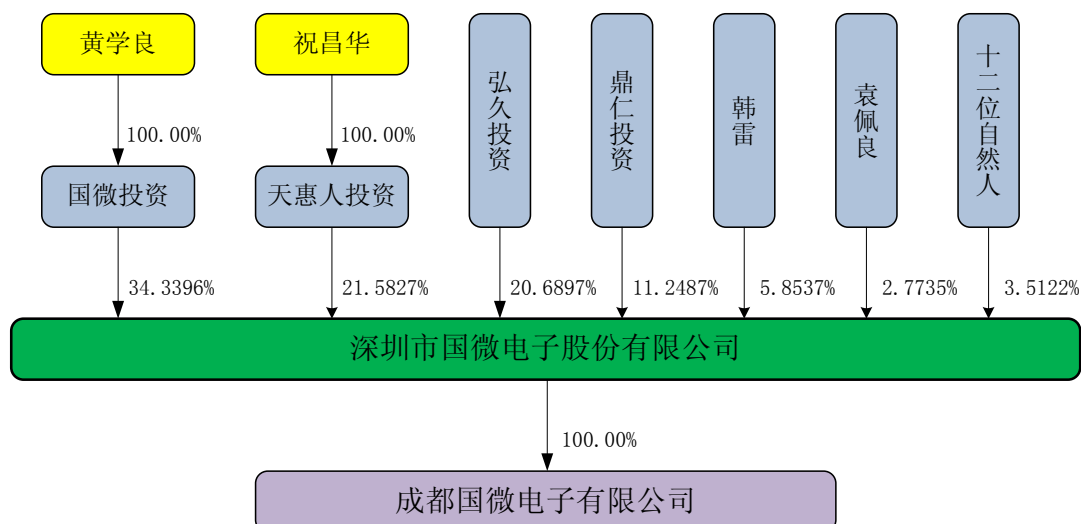 黄学良
祝昌华
弘久投资
鼎仁投资
韩雷
袁佩良
十二位自然人
100.00%
100.00%
国微投资
天惠人投资
34.3396%
21.5827%
20.6897%
11.2487%
5.8537%
2.7735%
3.5122%
深圳市国微电子股份有限公司
100.00%
成都国微电子有限公司